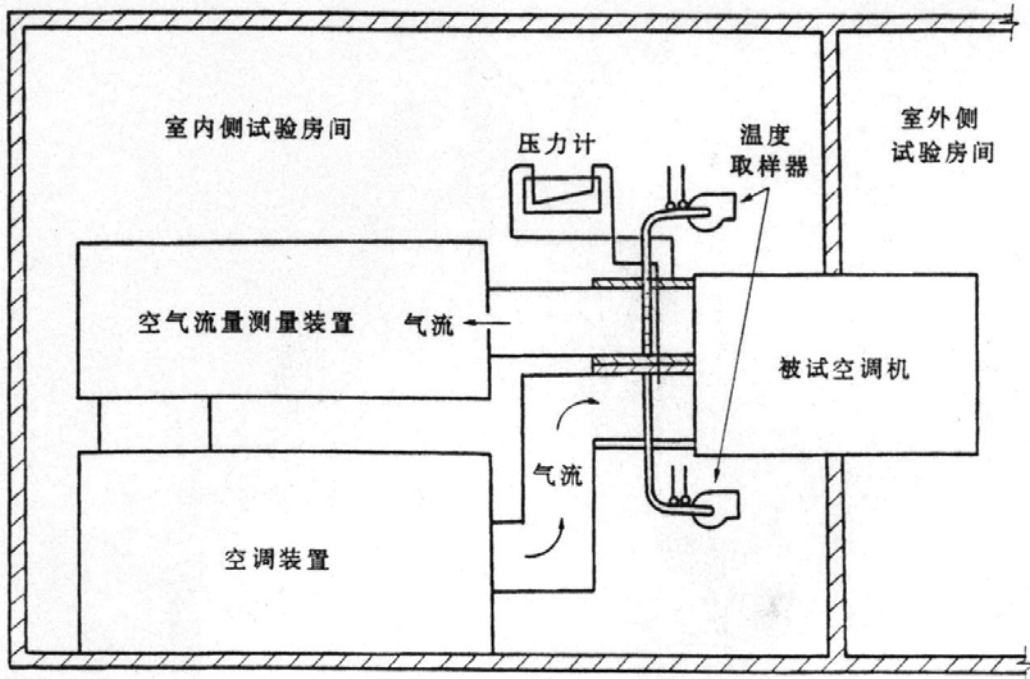 室内侧试验房间
压力计
温度
取样器
室外侧
试验房间
空气流量测量装置
气流
被试空调机
气流
空调装置